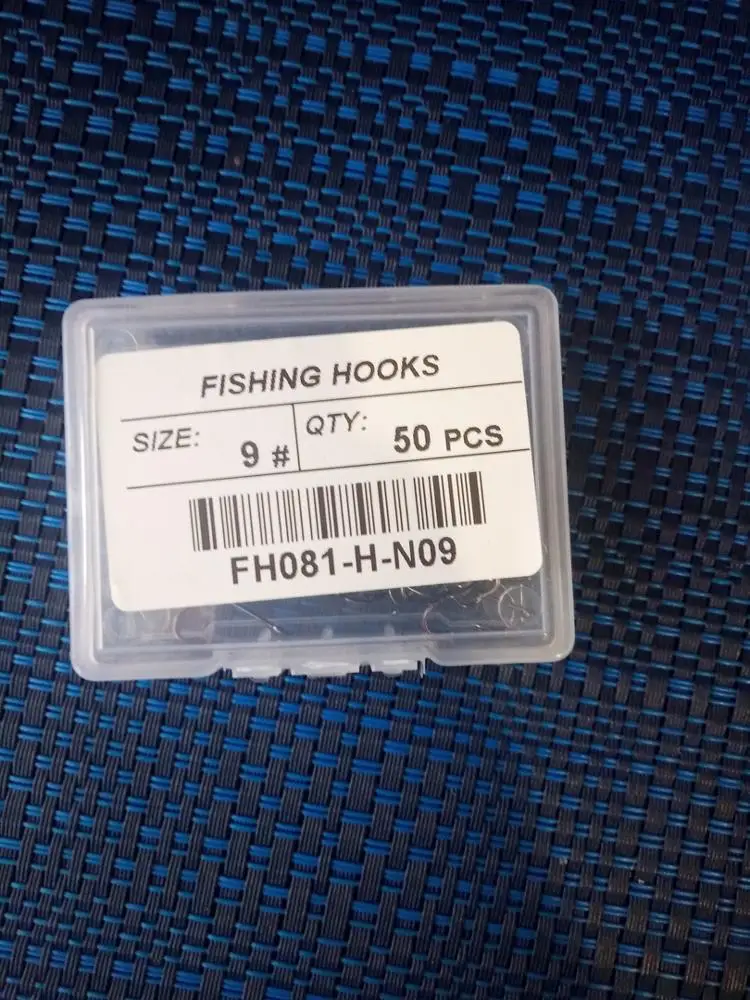 FISHING HOOKS
SIZE: 9 # QTY: 50 PCS
FH081-H-N09